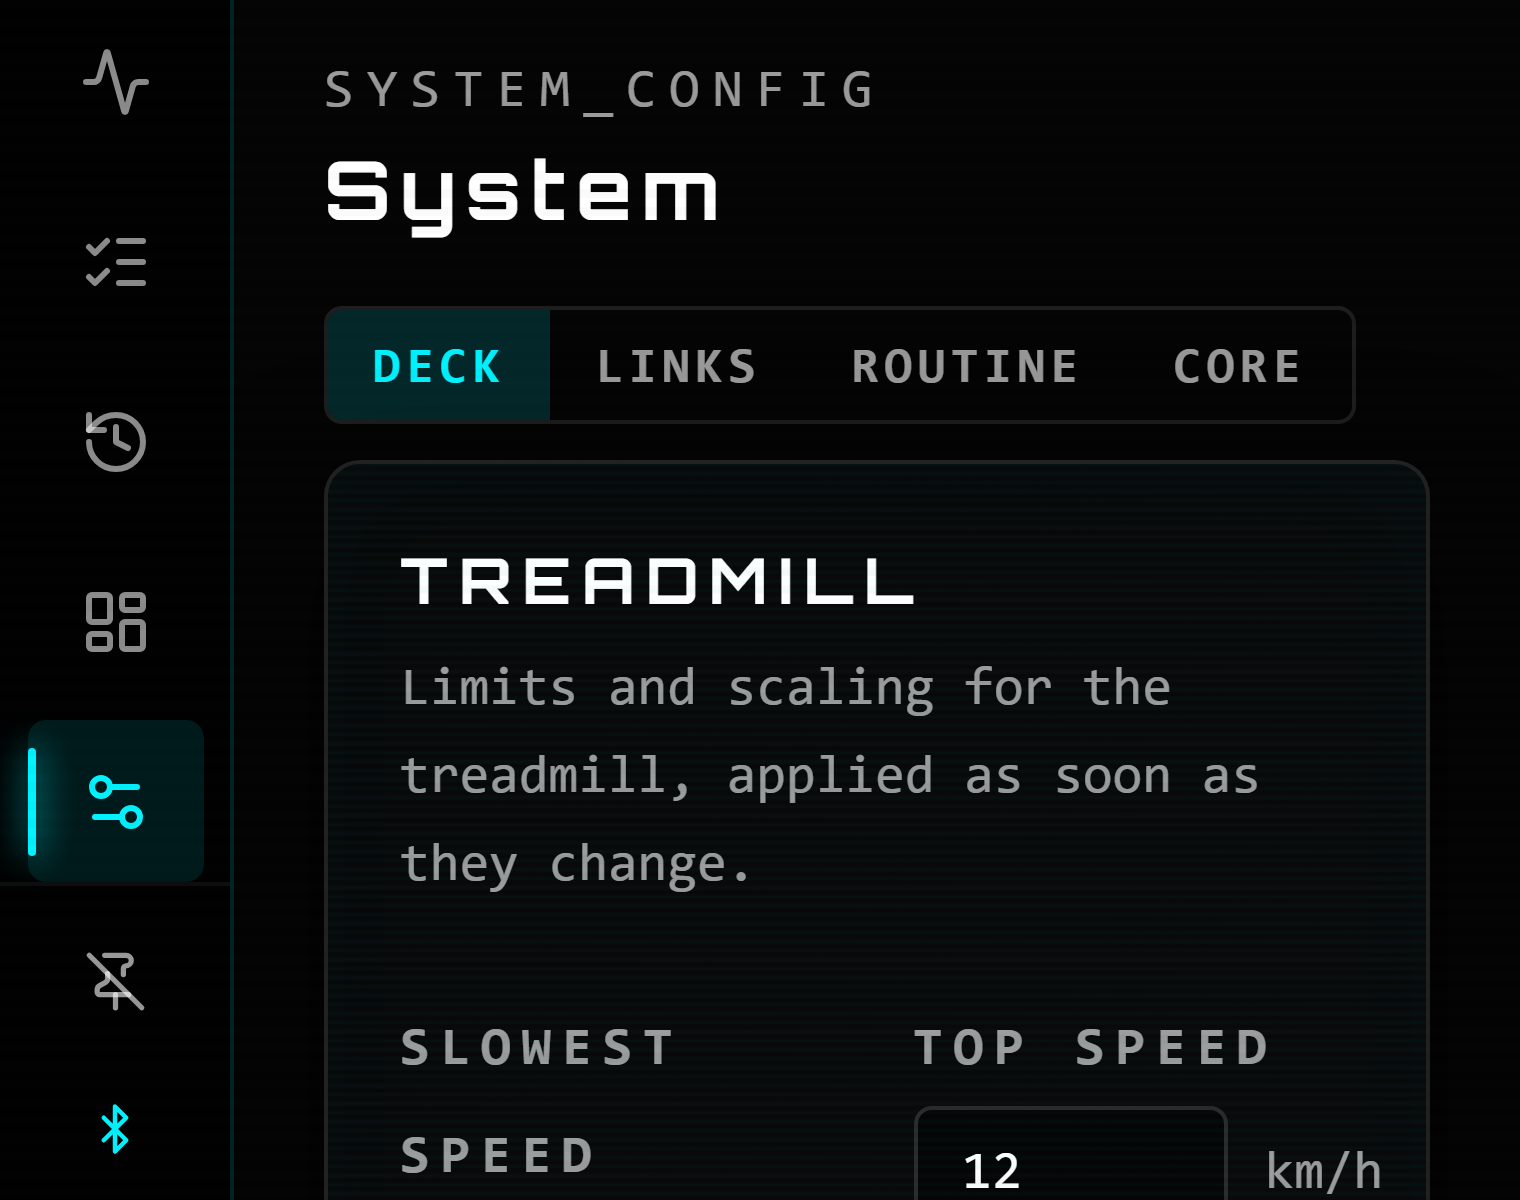 SYSTEM_CONFIG
System
DECK LINKS ROUTINE CORE
TREADMILL
Limits and scaling for the
treadmill, applied as soon as
they change.
SLOWEST
SPEED
TOP SPEED
12 km/h